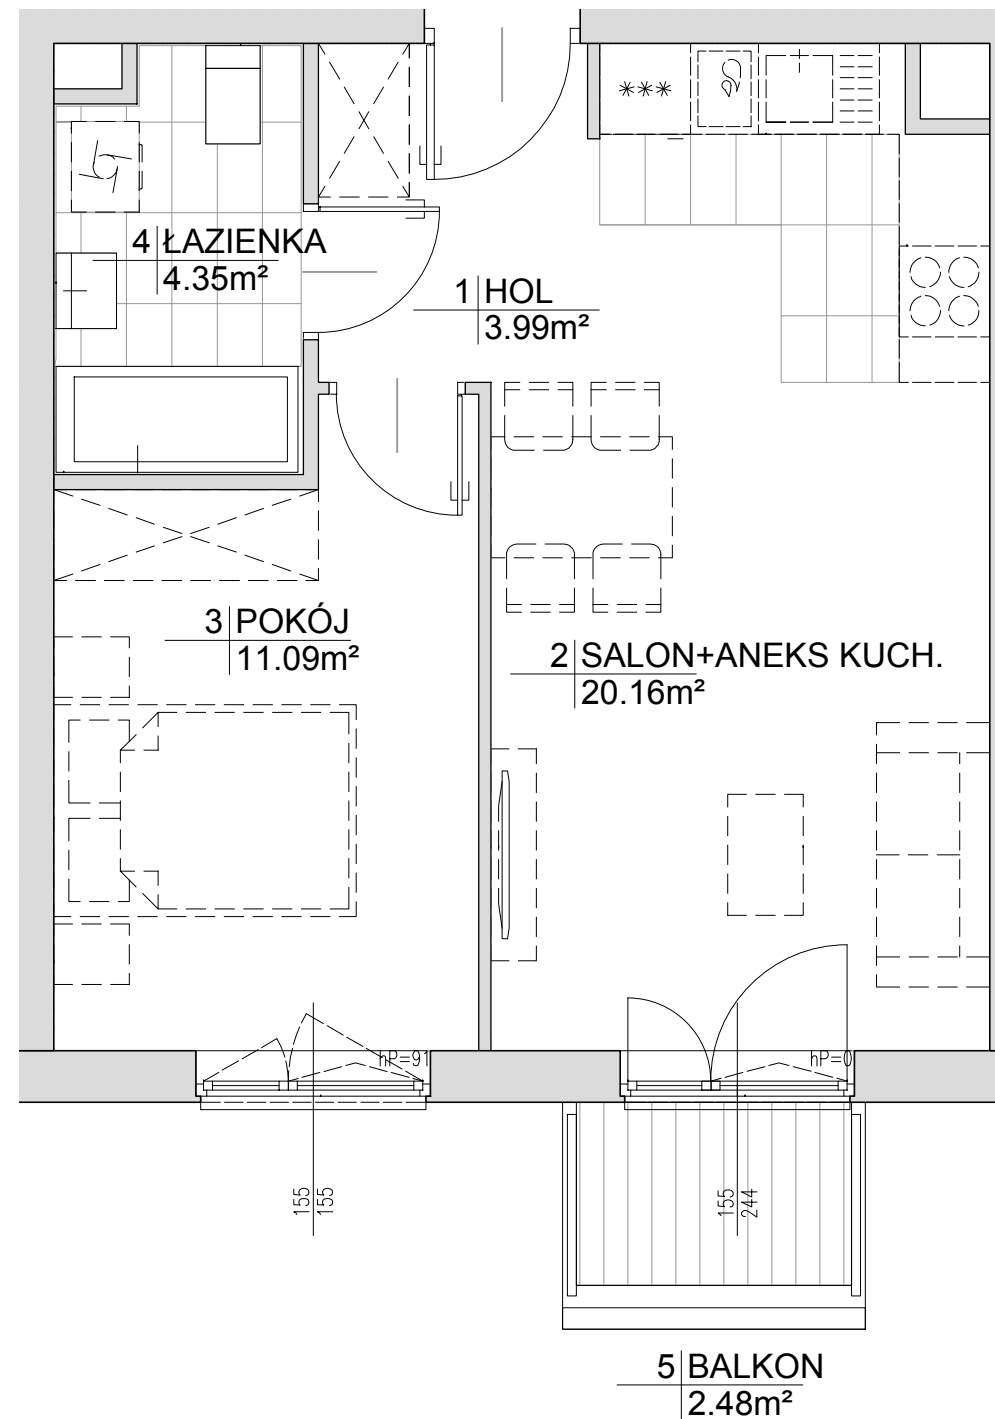 ***
4 ŁAZIENKA
4.35m²
1 HOL
3.99m²
3 POKÓJ
11.09m²
2 SALON+ANEKS KUCH.
20.16m²
hP=91
hP=0
155
155
155
244
5 BALKON
2.48m²